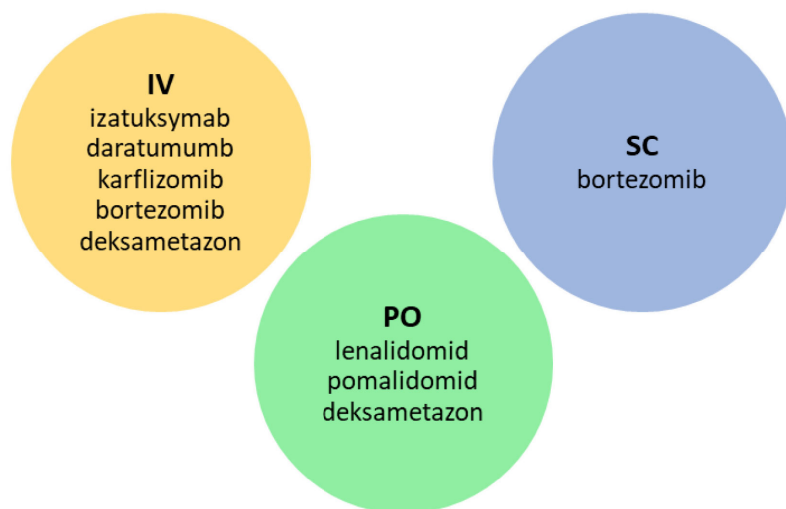 IV
izatuksymab
daratumumb
karflizomib
bortezomib
deksametazon
SC
bortezomib
PO
lenalidomid
pomalidomid
deksametazon